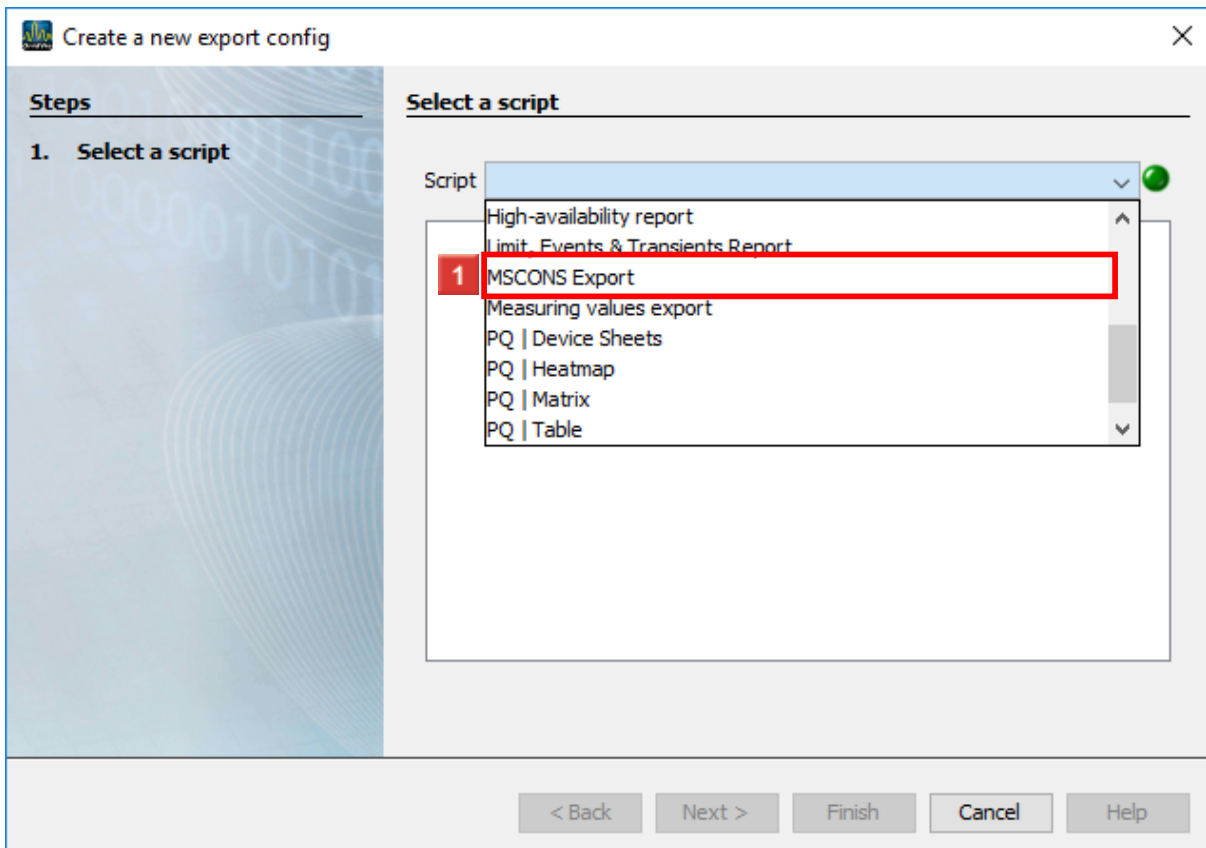 Create a new export config
Steps
1. Select a script
Select a script
Script
High-availability report
Limit, Events & Transients Report
1 MSCONS Export
Measuring values export
PQ | Device Sheets
PQ | Heatmap
PQ | Matrix
PQ | Table
< Back Next > Finish Cancel Help